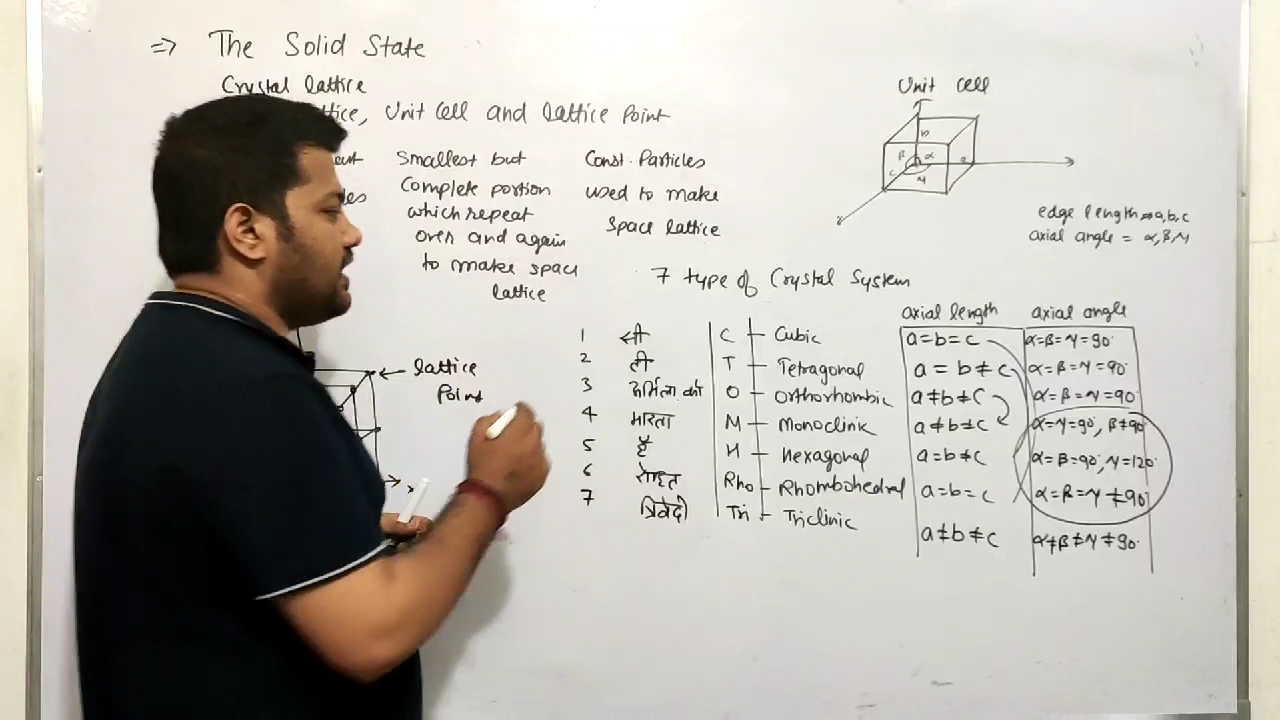 ⇒ The Solid State
Crystal lattice
lattice, Unit Cell and lattice Point
Smallest but
Complete portion
which repeat
over and again
to make space
lattice
Const. Particles
used to make
Space lattice
Unit Cell
b
β α a
c
γ
edge length ⇒ a,b,c
axial angle = α,β,γ
7 type of Crystal System
axial length axial angle
1 सी C – Cubic a=b=c α=β=γ=90°
2 टी T – Tetragonal a=b≠c α=β=γ=90°
3 उर्मिला को O – Orthorhombic a≠b≠c α=β=γ=90°
4 मारता M – Monoclinic a≠b≠c α=γ=90°, β≠90°
5 है H – Hexagonal a=b≠c α=β=90°, γ=120°
6 रोहित Rho – Rhombohedral a=b=c α=β=γ≠90°
7 त्रिवेदी Tri – Triclinic a≠b≠c α≠β≠γ≠90°
← lattice
Point